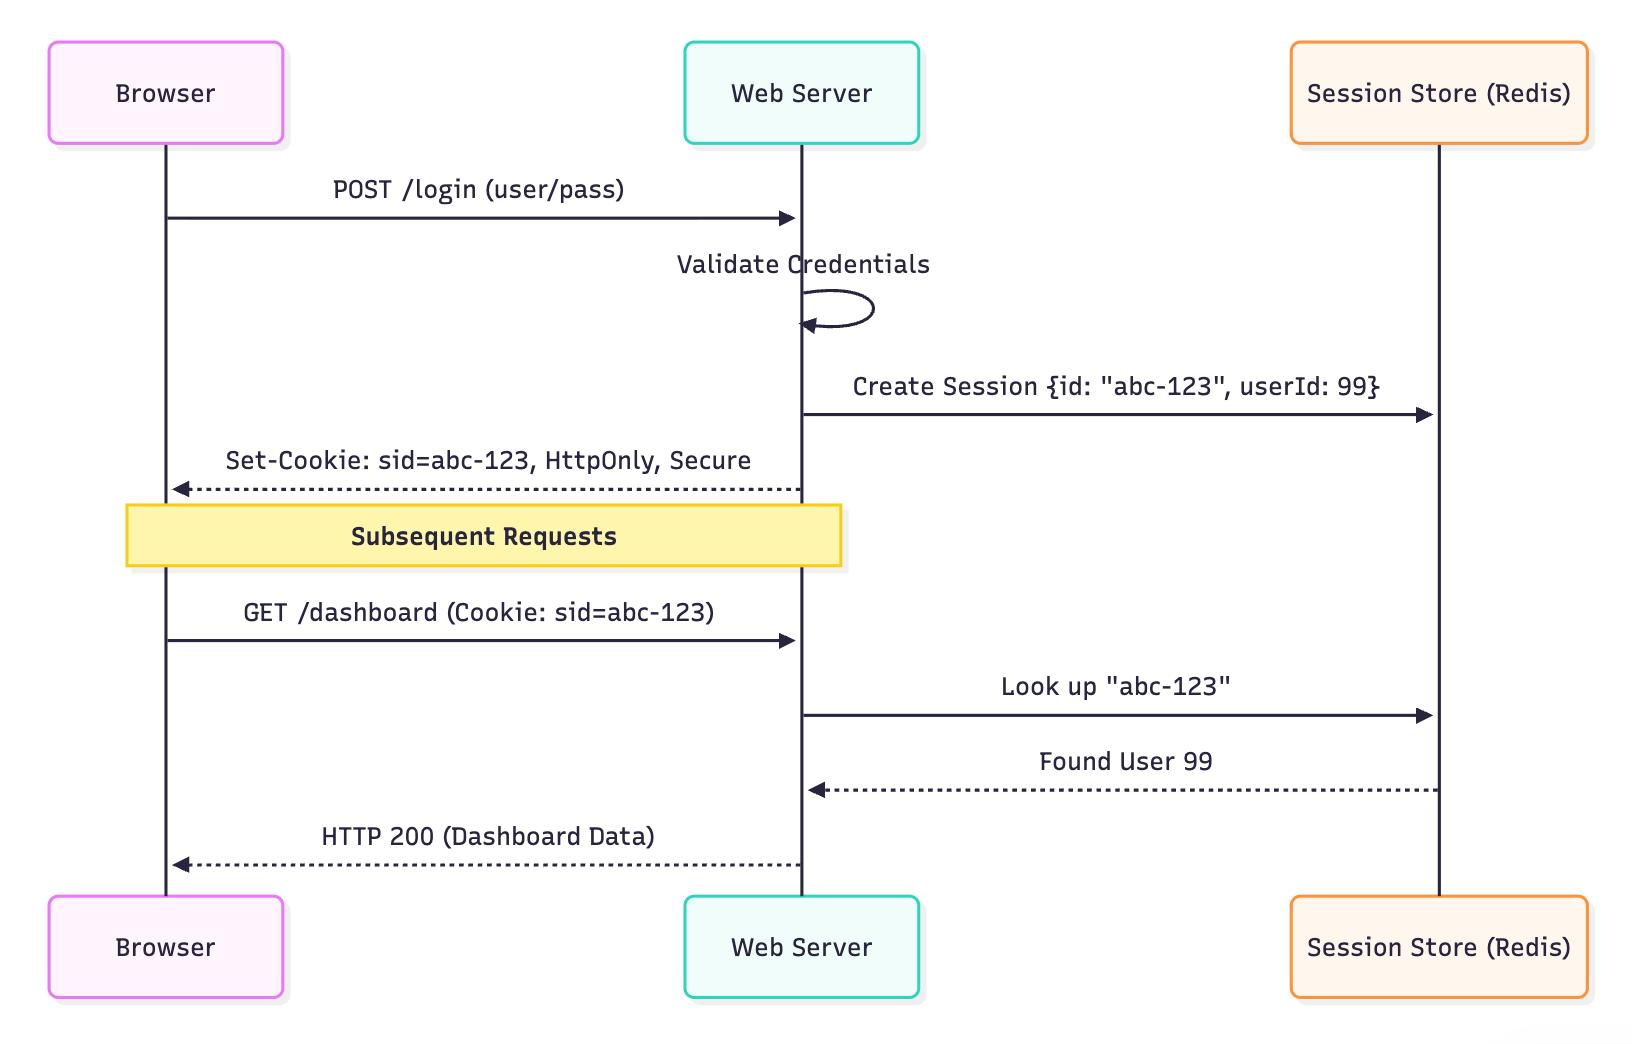 Browser
Web Server
Session Store (Redis)
POST /login (user/pass)
Validate Credentials
Create Session {id: "abc-123", userId: 99}
Set-Cookie: sid=abc-123, HttpOnly, Secure
Subsequent Requests
GET /dashboard (Cookie: sid=abc-123)
Look up "abc-123"
Found User 99
HTTP 200 (Dashboard Data)
Browser
Web Server
Session Store (Redis)